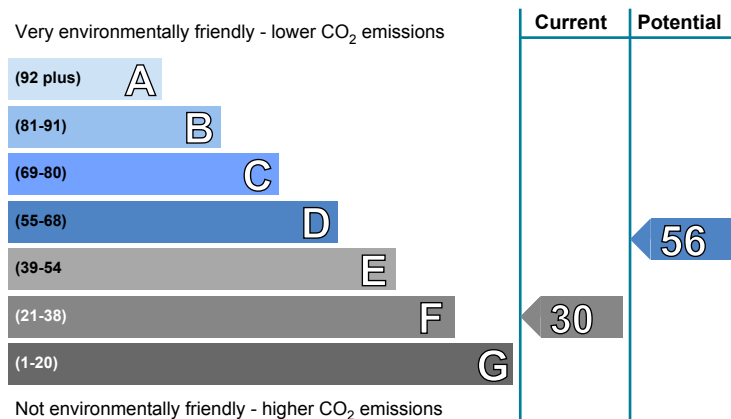 Current Potential
Very environmentally friendly - lower CO2 emissions
(92 plus) A
(81-91) B
(69-80) C
(55-68) D
56
(39-54 E
(21-38) F 30
(1-20) G
Not environmentally friendly - higher CO2 emissions